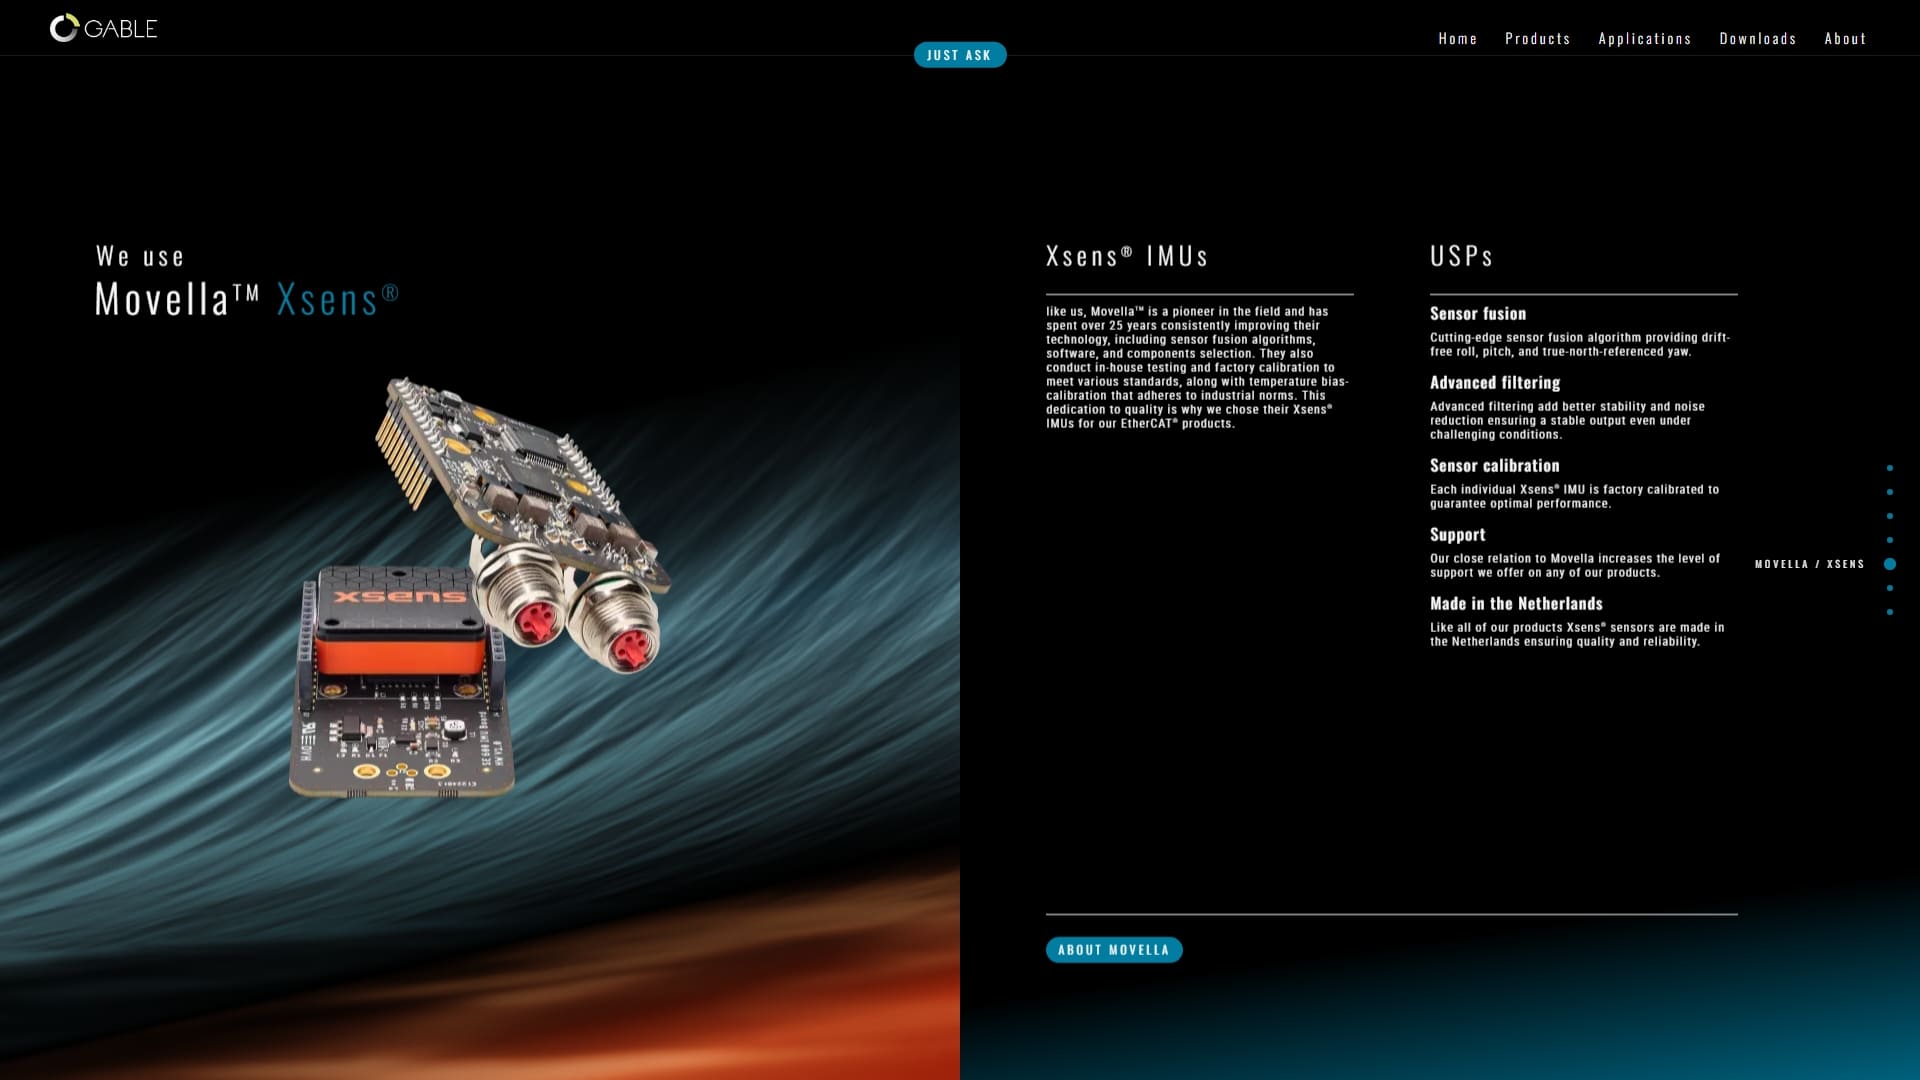 GABLE
Home Products Applications Downloads About
JUST ASK
We use
Movella™ Xsens®
Xsens® IMUs
like us, Movella™ is a pioneer in the field and has
spent over 25 years consistently improving their
technology, including sensor fusion algorithms,
software, and components selection. They also
conduct in-house testing and factory calibration to
meet various standards, along with temperature bias-
calibration that adheres to industrial norms. This
dedication to quality is why we chose their Xsens®
IMUs for our EtherCAT® products.
USPs
Sensor fusion
Cutting-edge sensor fusion algorithm providing drift-
free roll, pitch, and true-north-referenced yaw.
Advanced filtering
Advanced filtering add better stability and noise
reduction ensuring a stable output even under
challenging conditions.
Sensor calibration
Each individual Xsens® IMU is factory calibrated to
guarantee optimal performance.
Support
Our close relation to Movella increases the level of
support we offer on any of our products.
Made in the Netherlands
Like all of our products Xsens® sensors are made in
the Netherlands ensuring quality and reliability.
MOVELLA / XSENS
ABOUT MOVELLA
xsens